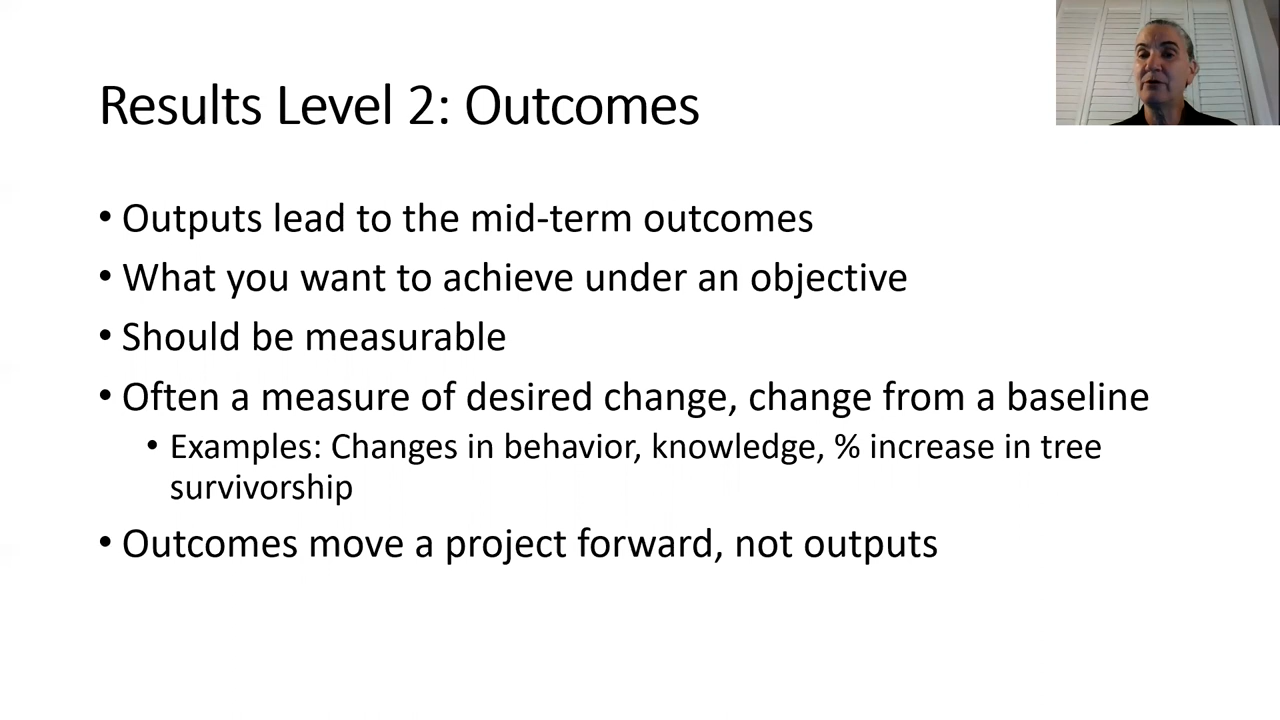 Results Level 2: Outcomes
• Outputs lead to the mid-term outcomes
• What you want to achieve under an objective
• Should be measurable
• Often a measure of desired change, change from a baseline
• Examples: Changes in behavior, knowledge, % increase in tree
survivorship
• Outcomes move a project forward, not outputs